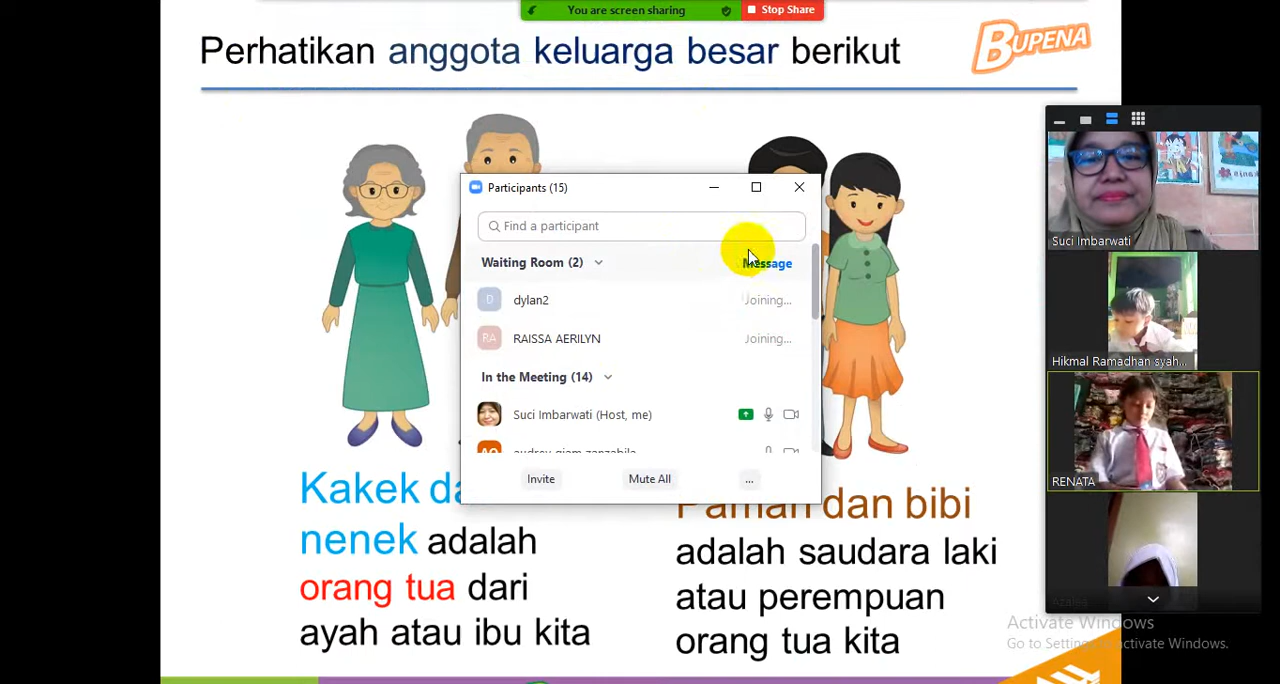 You are screen sharing
Stop Share
Perhatikan anggota keluarga besar berikut
BUPENA
Participants (15)
Find a participant
Waiting Room (2)
Message
D
dylan2
Joining...
RA
RAISSA AERILYN
Joining...
In the Meeting (14)
Suci Imbarwati (Host, me)
Invite
Mute All
...
Kakek da
nenek adalah
orang tua dari
ayah atau ibu kita
Paman dan bibi
adalah saudara laki
atau perempuan
orang tua kita
Suci Imbarwati
Hikmal Ramadhan syah...
RENATA
Activate Windows
Go to Settings to activate Windows.